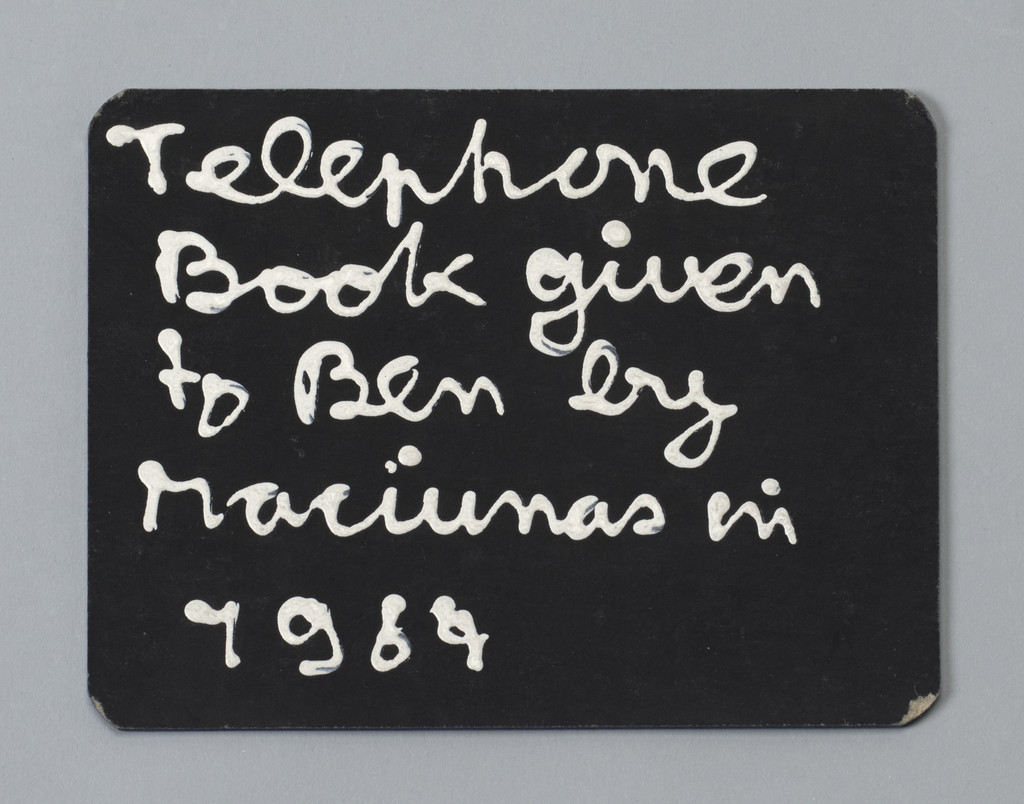 Telephone
Book given
to Ben by
Maciunas in
1964